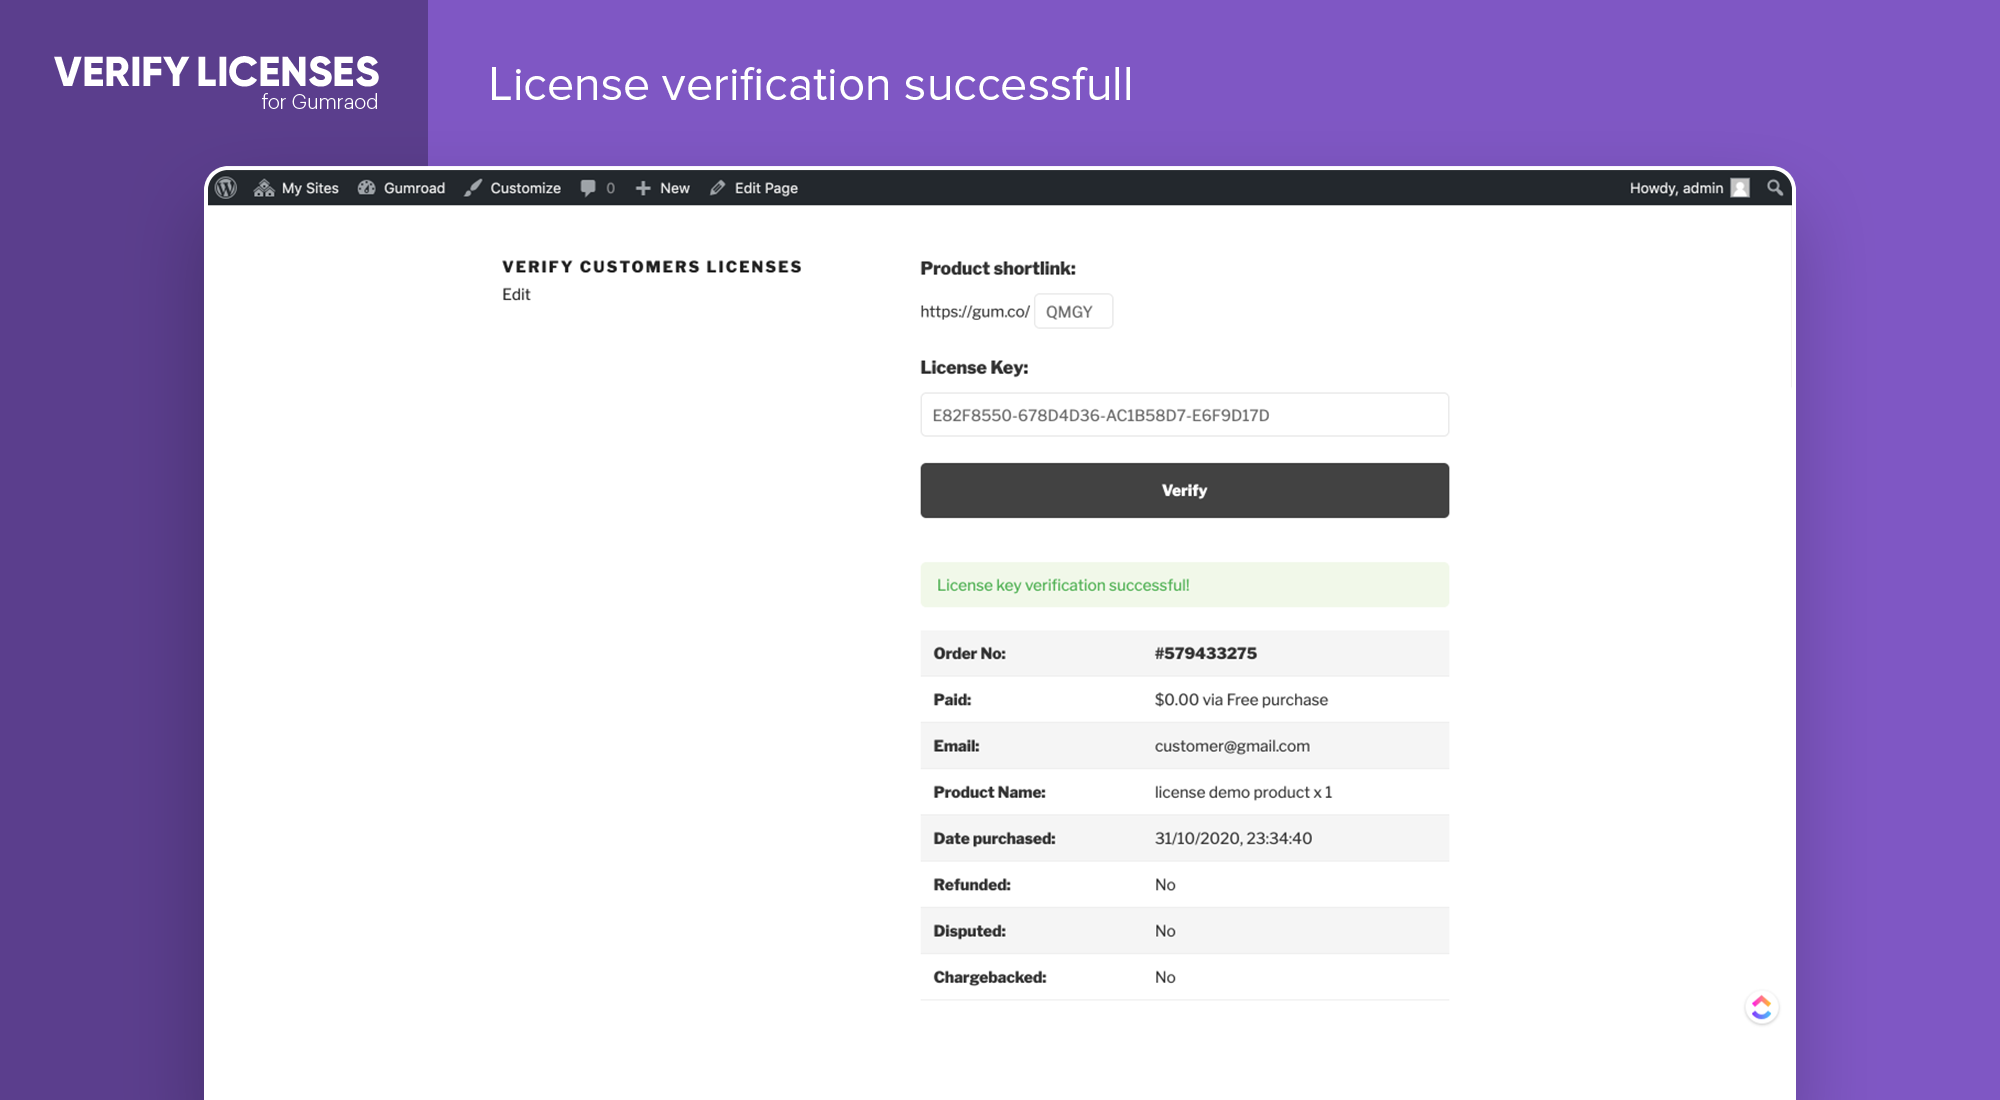 VERIFY LICENSES
for Gumraod
License verification successfull
My Sites Gumroad Customize 0 New Edit Page Howdy, admin
VERIFY CUSTOMERS LICENSES
Edit
Product shortlink:
https://gum.co/ QMGY
License Key:
E82F8550-678D4D36-AC1B58D7-E6F9D17D
Verify
License key verification successful!
Order No: #579433275
Paid: $0.00 via Free purchase
Email: customer@gmail.com
Product Name: license demo product x 1
Date purchased: 31/10/2020, 23:34:40
Refunded: No
Disputed: No
Chargebacked: No